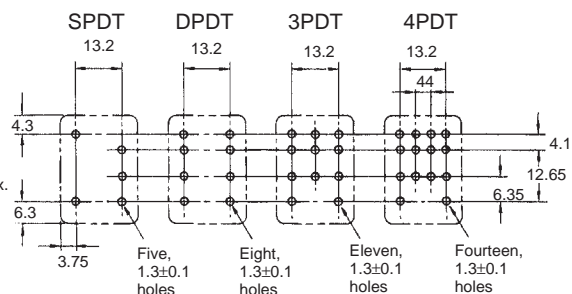 SPDT DPDT 3PDT 4PDT
13.2 13.2 13.2 13.2
44
4.3
4.1
12.65
x.
6.35
6.3
3.75
Five,
1.3±0.1
holes
Eight,
1.3±0.1
holes
Eleven,
1.3±0.1
holes
Fourteen,
1.3±0.1
holes